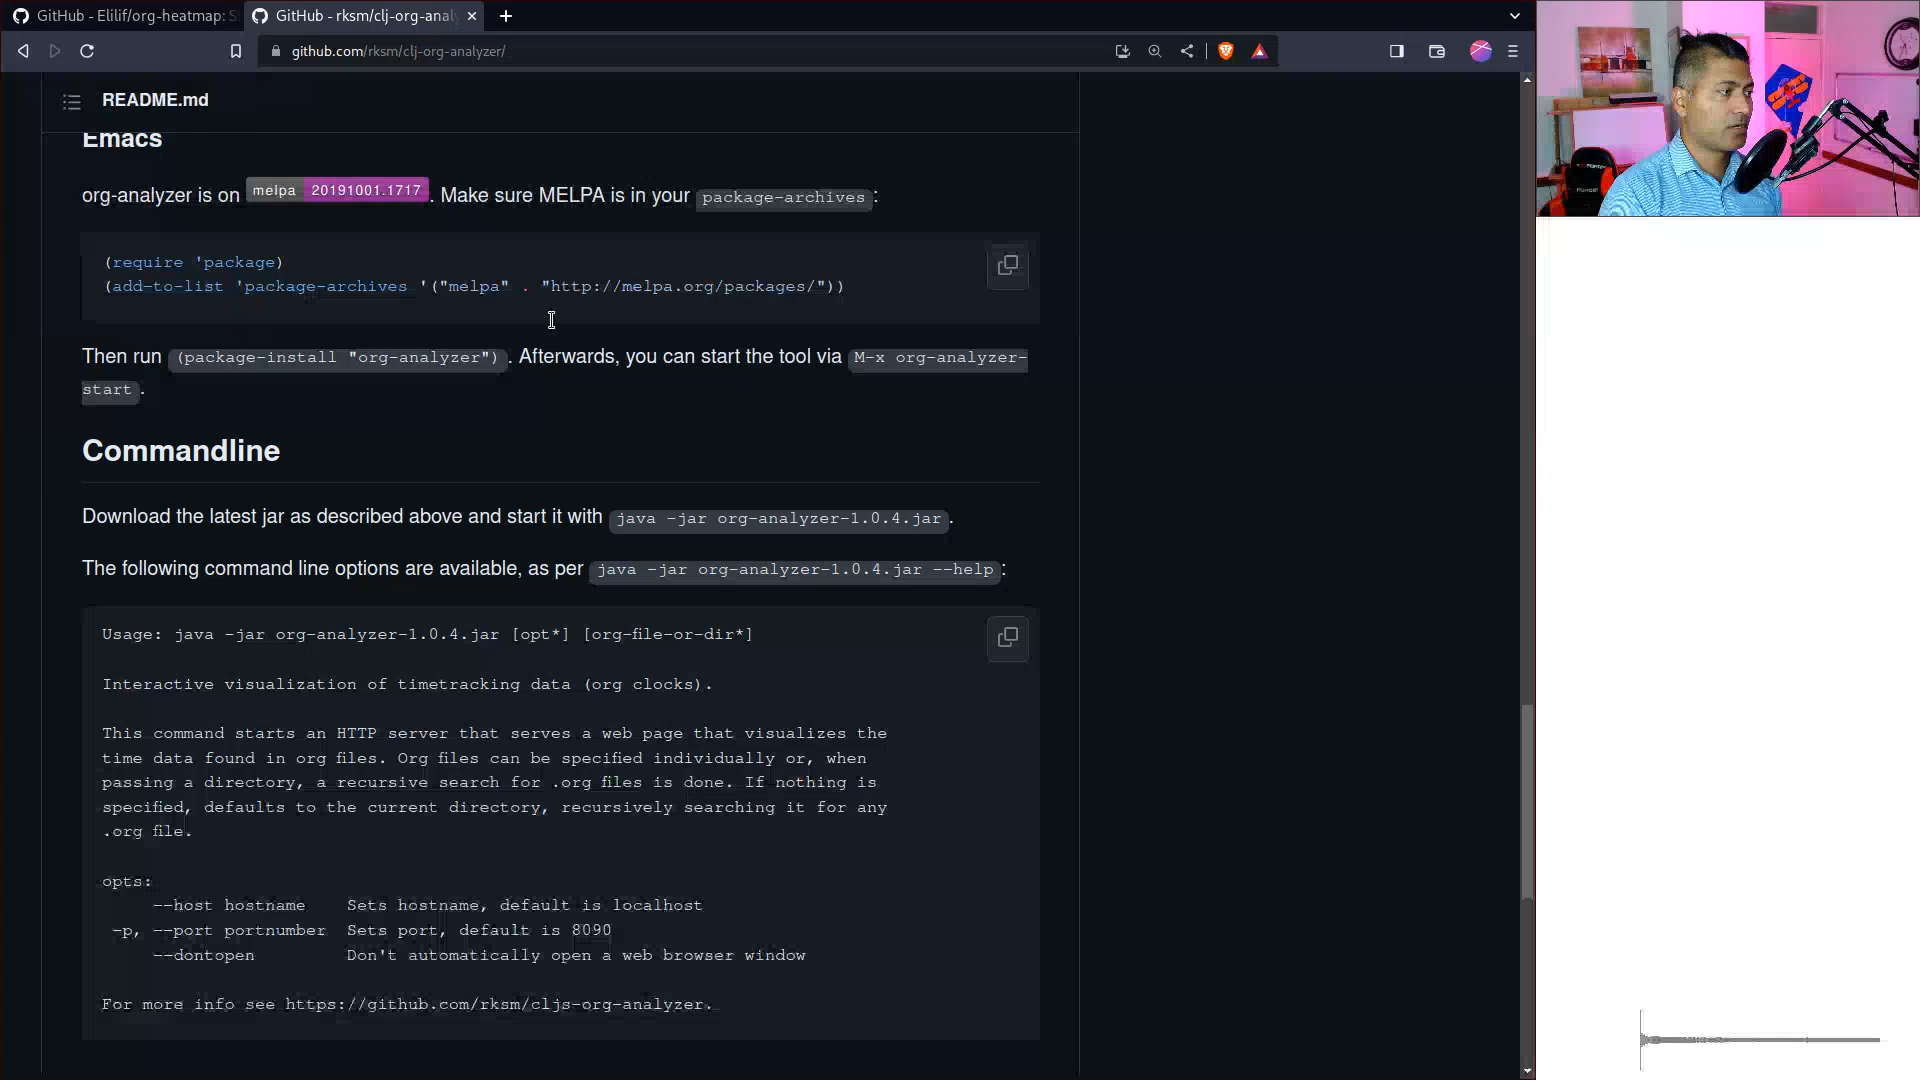 GitHub - Elilif/org-heatmap: S
GitHub - rksm/clj-org-analy
github.com/rksm/clj-org-analyzer/
README.md
Emacs
org-analyzer is on melpa 20191001.1717. Make sure MELPA is in your package-archives:
(require 'package)
(add-to-list 'package-archives '("melpa" . "http://melpa.org/packages/"))
Then run (package-install "org-analyzer"). Afterwards, you can start the tool via M-x org-analyzer-
start.
Commandline
Download the latest jar as described above and start it with java -jar org-analyzer-1.0.4.jar.
The following command line options are available, as per java -jar org-analyzer-1.0.4.jar --help:
Usage: java -jar org-analyzer-1.0.4.jar [opt*] [org-file-or-dir*]
Interactive visualization of timetracking data (org clocks).
This command starts an HTTP server that serves a web page that visualizes the
time data found in org files. Org files can be specified individually or, when
passing a directory, a recursive search for .org files is done. If nothing is
specified, defaults to the current directory, recursively searching it for any
.org file.
opts:
--host hostname Sets hostname, default is localhost
-p, --port portnumber Sets port, default is 8090
--dontopen Don't automatically open a web browser window
For more info see https://github.com/rksm/cljs-org-analyzer.